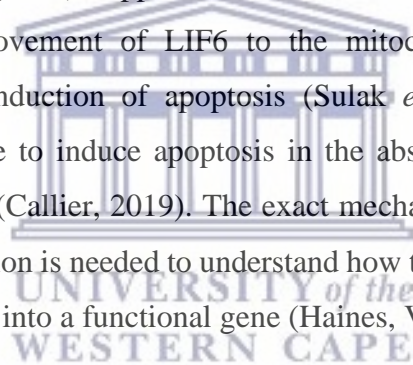 ovement of LIF6 to the mitoc
nduction of apoptosis (Sulak e
e to induce apoptosis in the abs
(Callier, 2019). The exact mecha
on is needed to understand how t
UNIVERSITY of the
into a functional gene (Haines, V
WESTERN CAPE